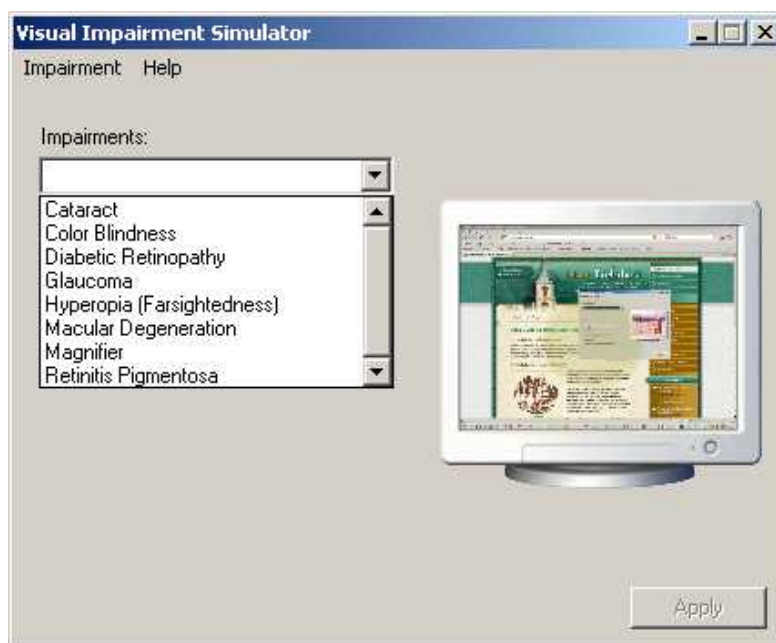 Visual Impairment Simulator
Impairment Help
Impairments:
Cataract
Color Blindness
Diabetic Retinopathy
Glaucoma
Hyperopia (Farsightedness)
Macular Degeneration
Magnifier
Retinitis Pigmentosa
Apply